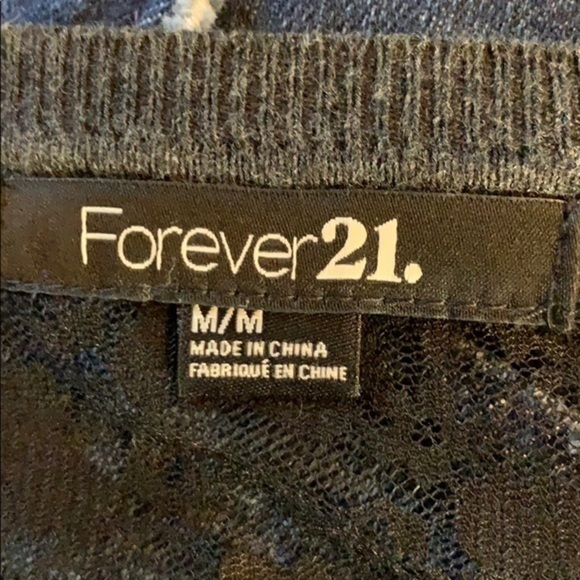 Forever21.
M/M
MADE IN CHINA
FABRIQUÉ EN CHINE